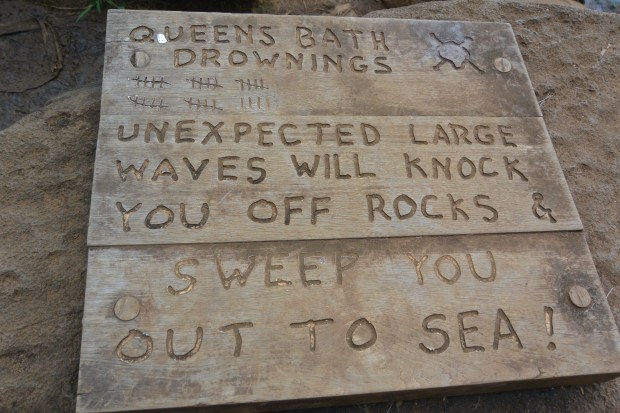 QUEENS BATH
DROWNINGS
UNEXPECTED LARGE
WAVES WILL KNOCK
YOU OFF ROCKS &
SWEEP YOU
OUT TO SEA!